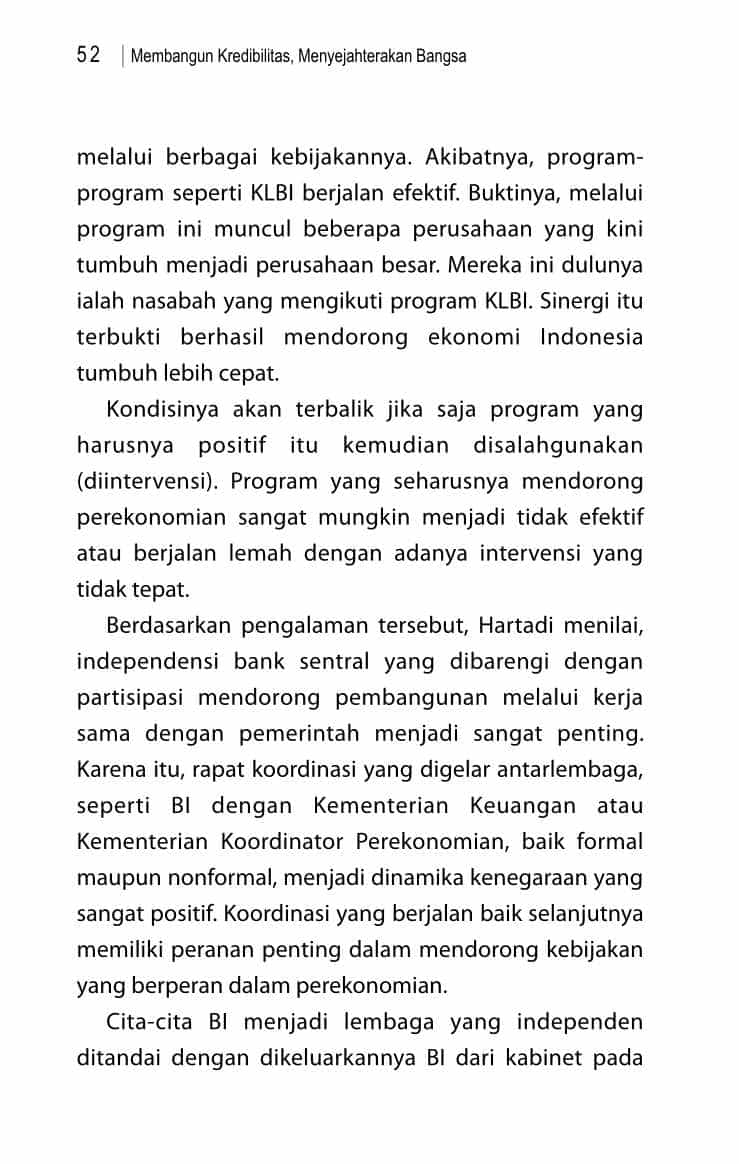 52 | Membangun Kredibilitas, Menyejahterakan Bangsa
melalui berbagai kebijakannya. Akibatnya, program-
program seperti KLBI berjalan efektif. Buktinya, melalui
program ini muncul beberapa perusahaan yang kini
tumbuh menjadi perusahaan besar. Mereka ini dulunya
ialah nasabah yang mengikuti program KLBI. Sinergi itu
terbukti berhasil mendorong ekonomi Indonesia
tumbuh lebih cepat.
Kondisinya akan terbalik jika saja program yang
harusnya positif itu kemudian disalahgunakan
(diintervensi). Program yang seharusnya mendorong
perekonomian sangat mungkin menjadi tidak efektif
atau berjalan lemah dengan adanya intervensi yang
tidak tepat.
Berdasarkan pengalaman tersebut, Hartadi menilai,
independensi bank sentral yang dibarengi dengan
partisipasi mendorong pembangunan melalui kerja
sama dengan pemerintah menjadi sangat penting.
Karena itu, rapat koordinasi yang digelar antarlembaga,
seperti BI dengan Kementerian Keuangan atau
Kementerian Koordinator Perekonomian, baik formal
maupun nonformal, menjadi dinamika kenegaraan yang
sangat positif. Koordinasi yang berjalan baik selanjutnya
memiliki peranan penting dalam mendorong kebijakan
yang berperan dalam perekonomian.
Cita-cita BI menjadi lembaga yang independen
ditandai dengan dikeluarkannya BI dari kabinet pada